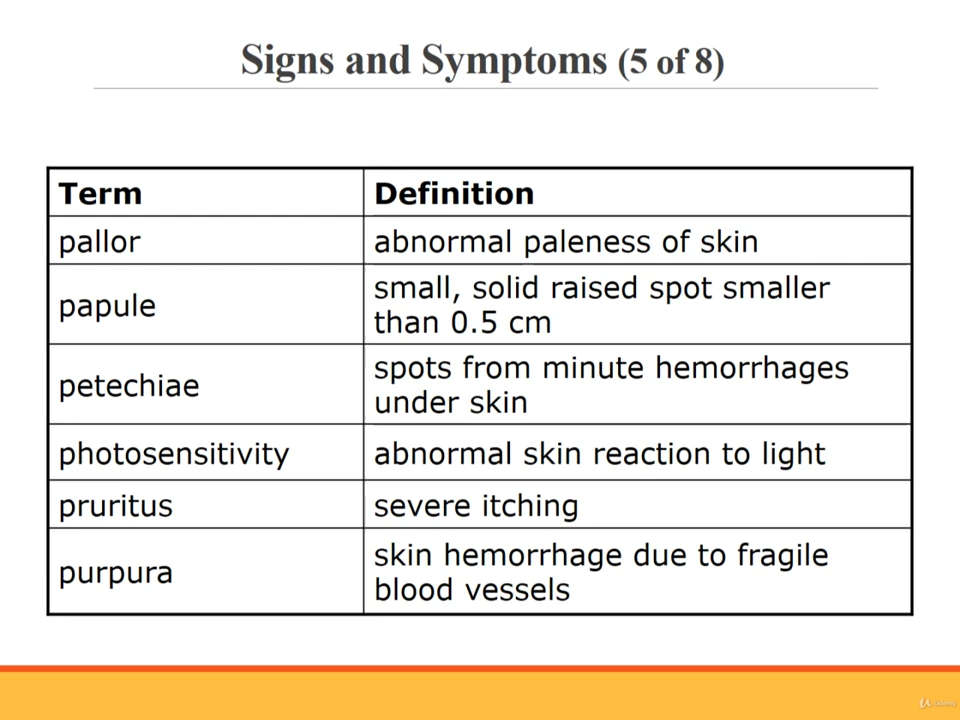 Signs and Symptoms (5 of 8)
Term Definition
pallor abnormal paleness of skin
papule small, solid raised spot smaller
than 0.5 cm
petechiae spots from minute hemorrhages
under skin
photosensitivity abnormal skin reaction to light
pruritus severe itching
purpura skin hemorrhage due to fragile
blood vessels
Udemy